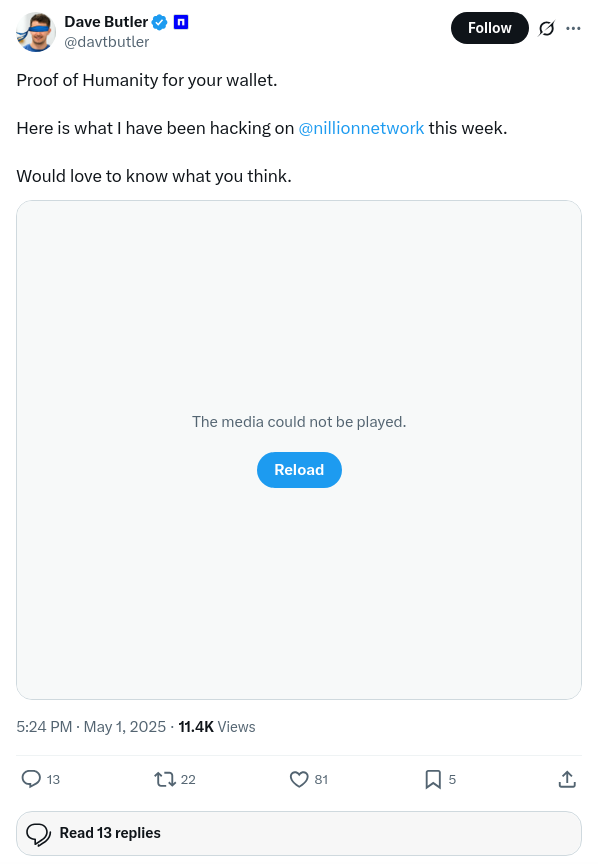 Dave Butler
@davtbutler
Follow
Proof of Humanity for your wallet.
Here is what I have been hacking on @nillionnetwork this week.
Would love to know what you think.
The media could not be played.
Reload
5:24 PM · May 1, 2025 · 11.4K Views
13 22 81 5
Read 13 replies